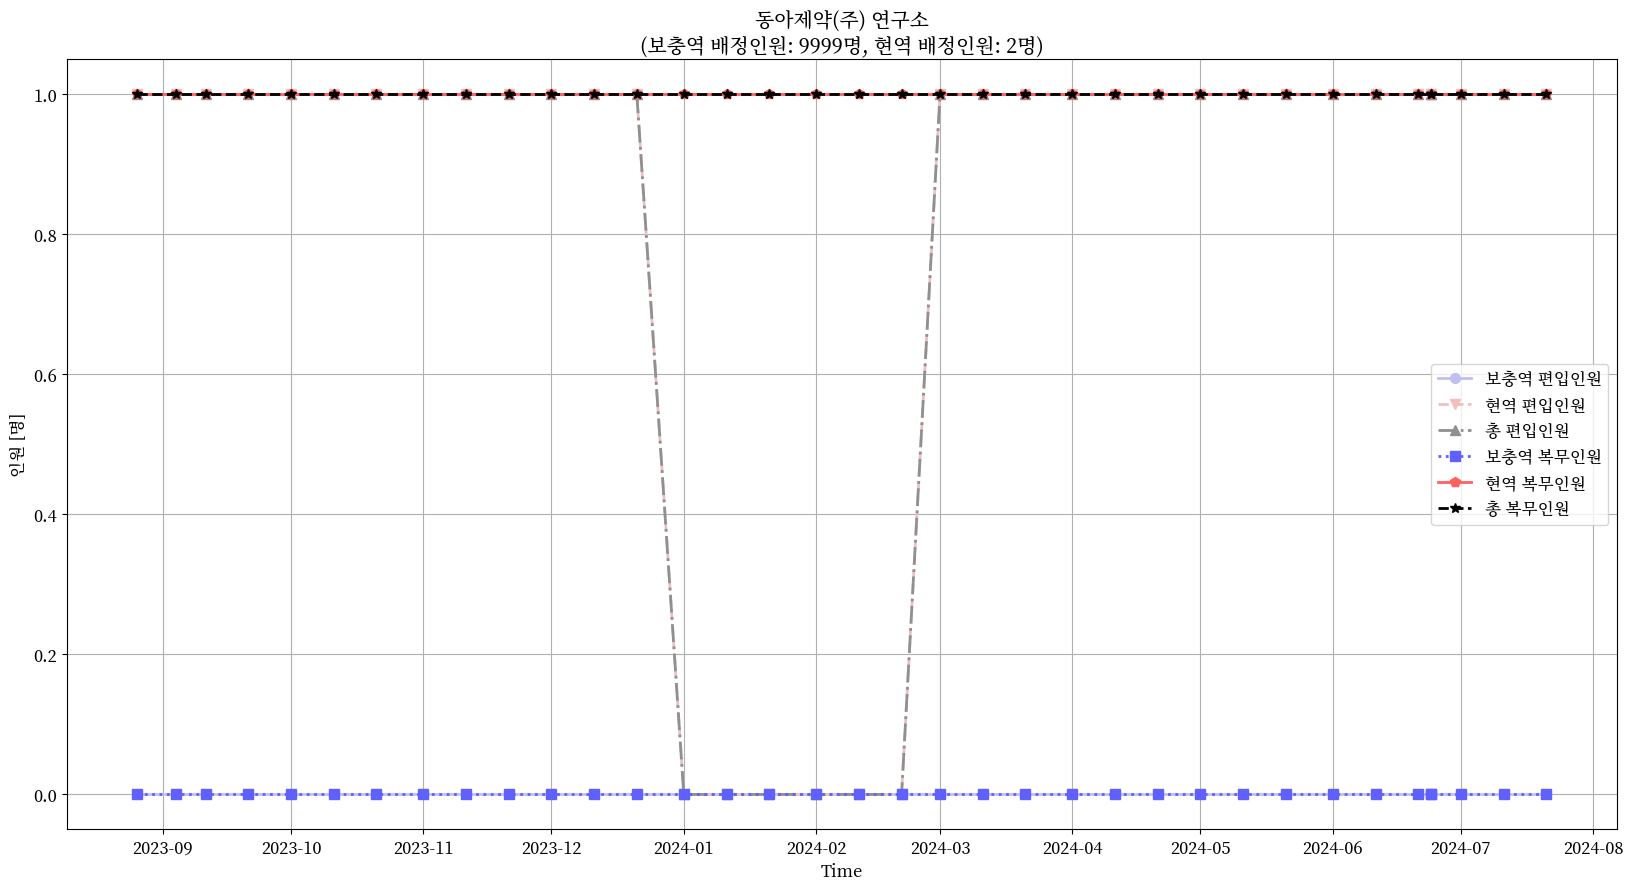 동아제약(주) 연구소
(보충역 배정인원: 9999명, 현역 배정인원: 2명)
인원 [명]
1.0
0.8
0.6
0.4
0.2
0.0
보충역 편입인원
현역 편입인원
총 편입인원
보충역 복무인원
현역 복무인원
총 복무인원
2023-09 2023-10 2023-11 2023-12 2024-01 2024-02 2024-03 2024-04 2024-05 2024-06 2024-07 2024-08
Time